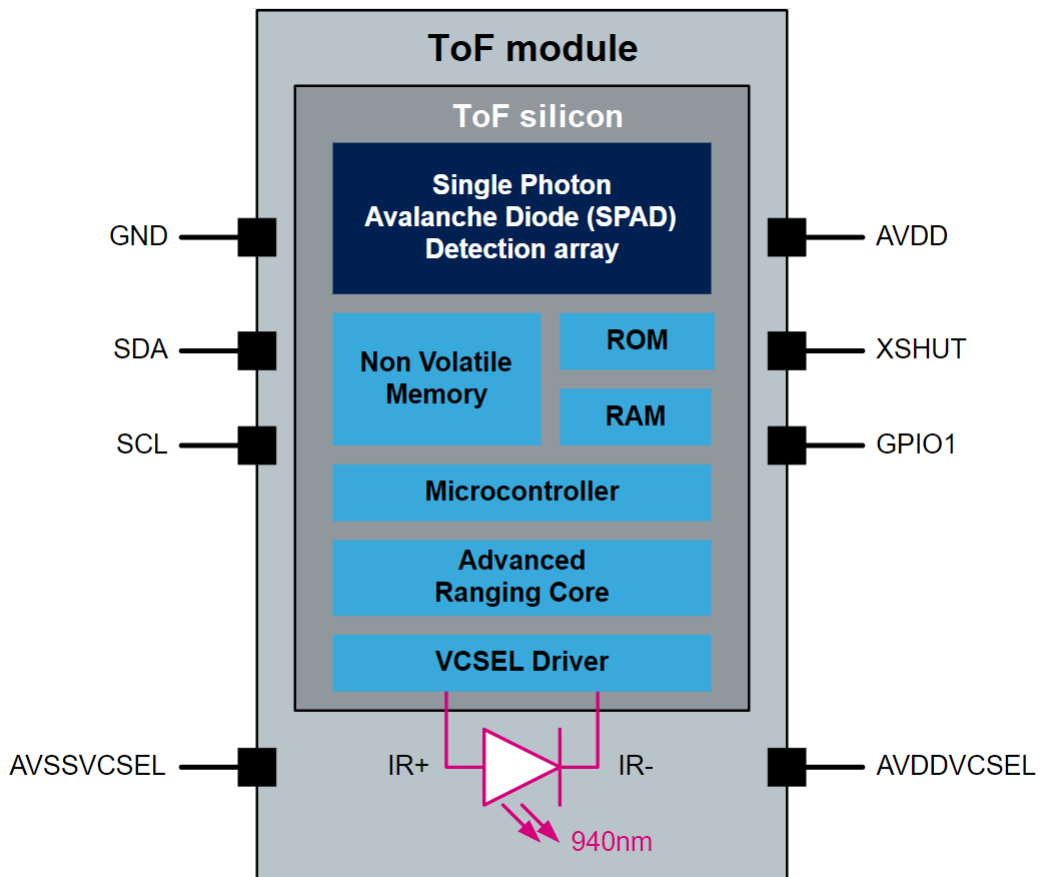 ToF module
ToF silicon
Single Photon
Avalanche Diode (SPAD)
Detection array
GND
AVDD
SDA
XSHUT
Non Volatile
Memory
ROM
RAM
SCL
GPIO1
Microcontroller
Advanced
Ranging Core
VCSEL Driver
AVSSVCSEL
IR+
IR-
AVDDVCSEL
940nm